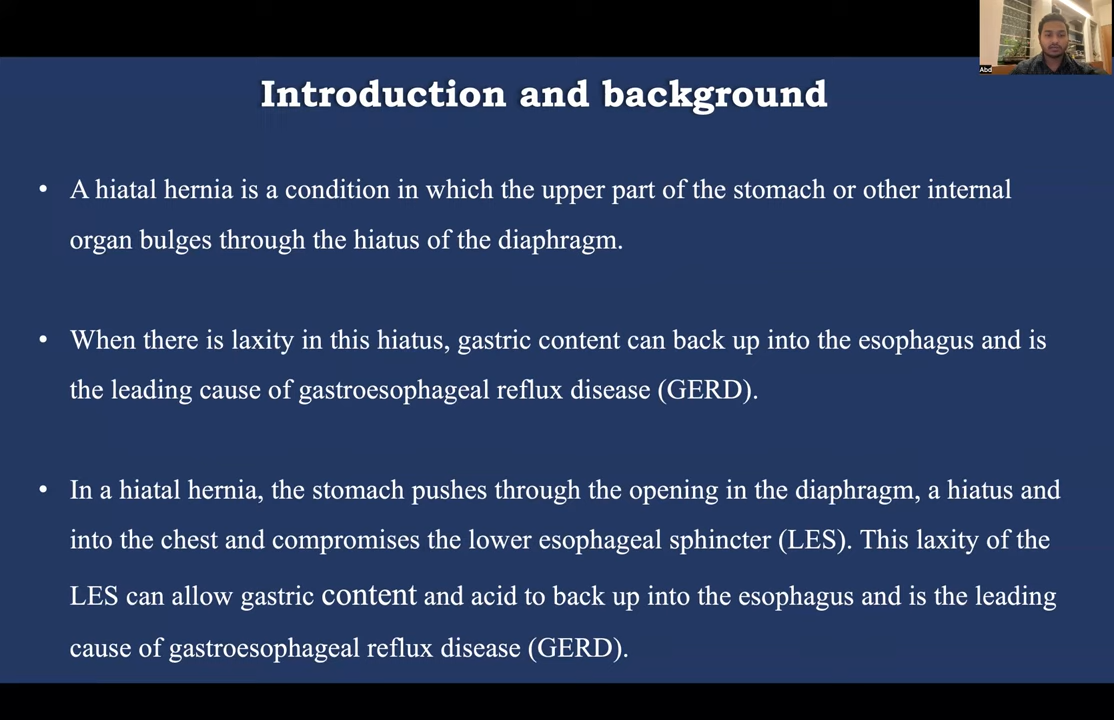 Abd
Introduction and background
• A hiatal hernia is a condition in which the upper part of the stomach or other internal
organ bulges through the hiatus of the diaphragm.
• When there is laxity in this hiatus, gastric content can back up into the esophagus and is
the leading cause of gastroesophageal reflux disease (GERD).
• In a hiatal hernia, the stomach pushes through the opening in the diaphragm, a hiatus and
into the chest and compromises the lower esophageal sphincter (LES). This laxity of the
LES can allow gastric content and acid to back up into the esophagus and is the leading
cause of gastroesophageal reflux disease (GERD).